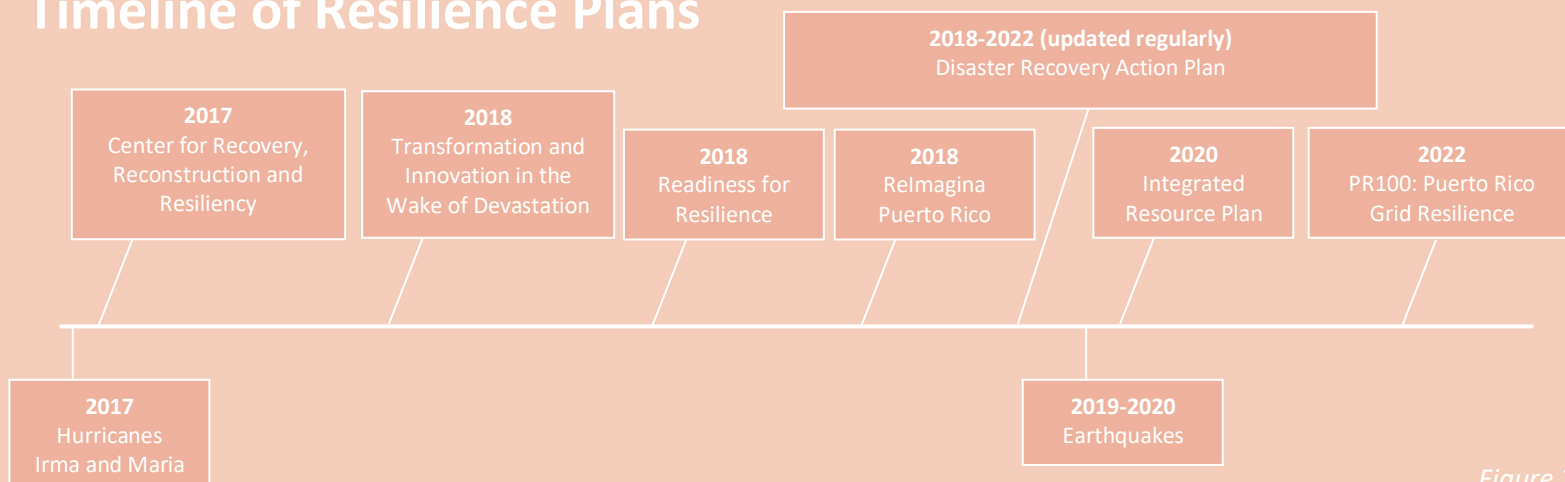 Timeline of Resilience Plans
2018-2022 (updated regularly)
Disaster Recovery Action Plan
2017
Center for Recovery,
Reconstruction and
Resiliency
2018
Transformation and
Innovation in the
Wake of Devastation
2018
Readiness for
Resilience
2018
ReImagina
Puerto Rico
2020
Integrated
Resource Plan
2022
PR100: Puerto Rico
Grid Resilience
2017
Hurricanes
Irma and Maria
2019-2020
Earthquakes
Figure